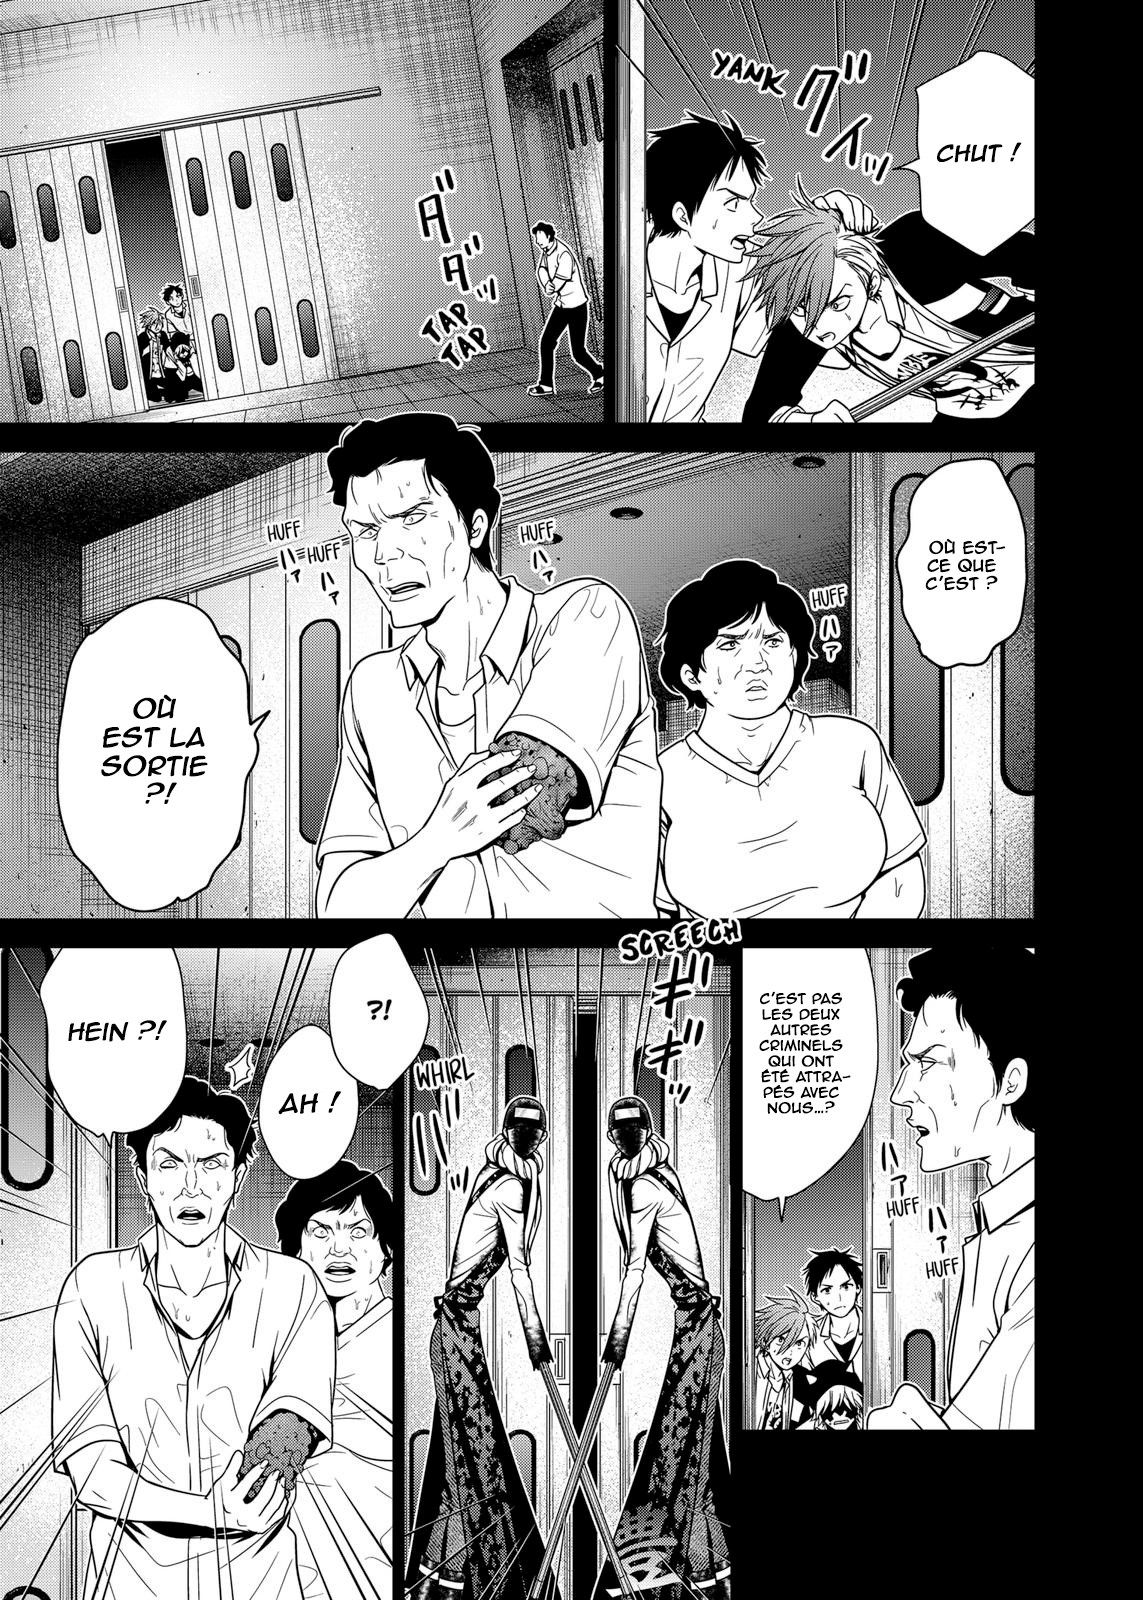 YANK
グイッ
CHUT !
ダダッ
TAP
TAP
OÙ EST-
CE QUE
C'EST ?
HUFF
ハァ
HUFF
ハァ
HUFF
ハァ
HUFF
ハァ
OÙ
EST LA
SORTIE
?!
C'EST PAS
LES DEUX
AUTRES
CRIMINELS
QUI ONT
ÉTÉ ATTRA-
PÉS AVEC
NOUS...?
ハァ
HUFF
ハァ
HUFF
SCREECH
ギギッ
WHIRL
?!
AH !
HEIN ?!